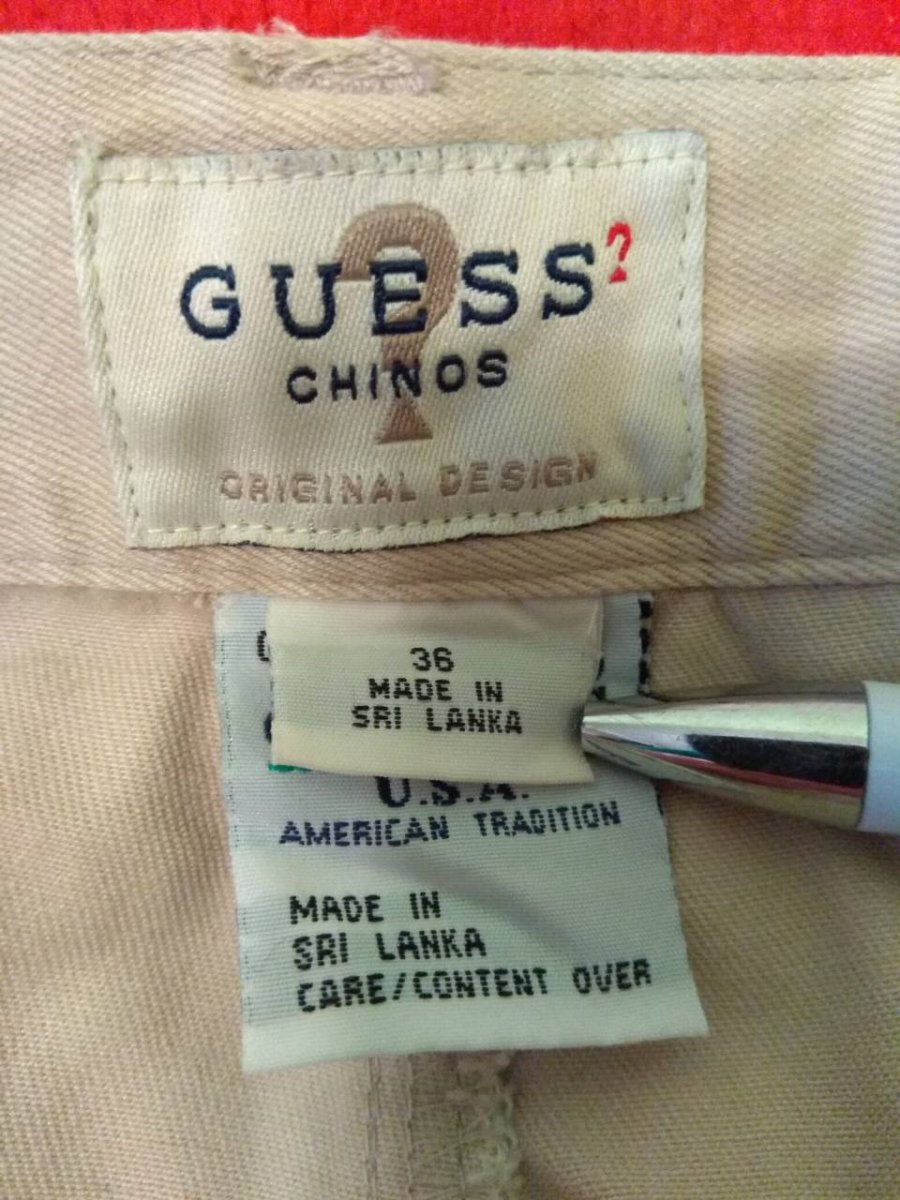 GUESS?
CHINOS
ORIGINAL DESIGN
36
MADE IN
SRI LANKA
U.S.A.
AMERICAN TRADITION
MADE IN
SRI LANKA
CARE/CONTENT OVER